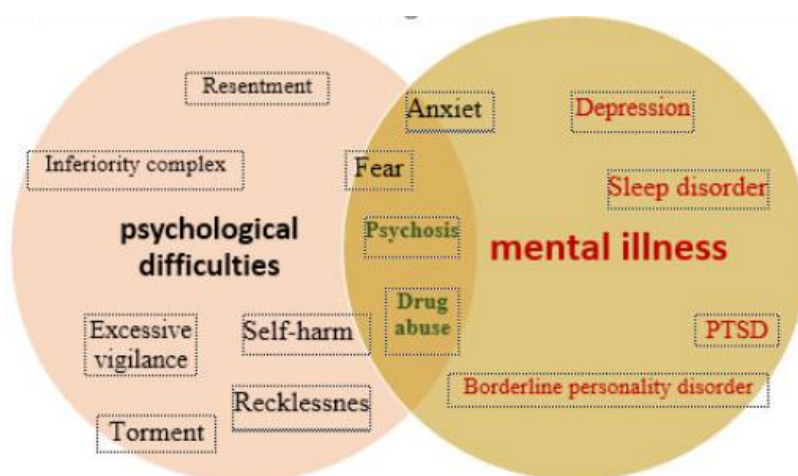 Resentment
Anxiet
Depression
Inferiority complex
Fear
Sleep disorder
psychological
difficulties
Psychosis
mental illness
Drug
abuse
Excessive
vigilance
Self-harm
PTSD
Recklessnes
Borderline personality disorder
Torment